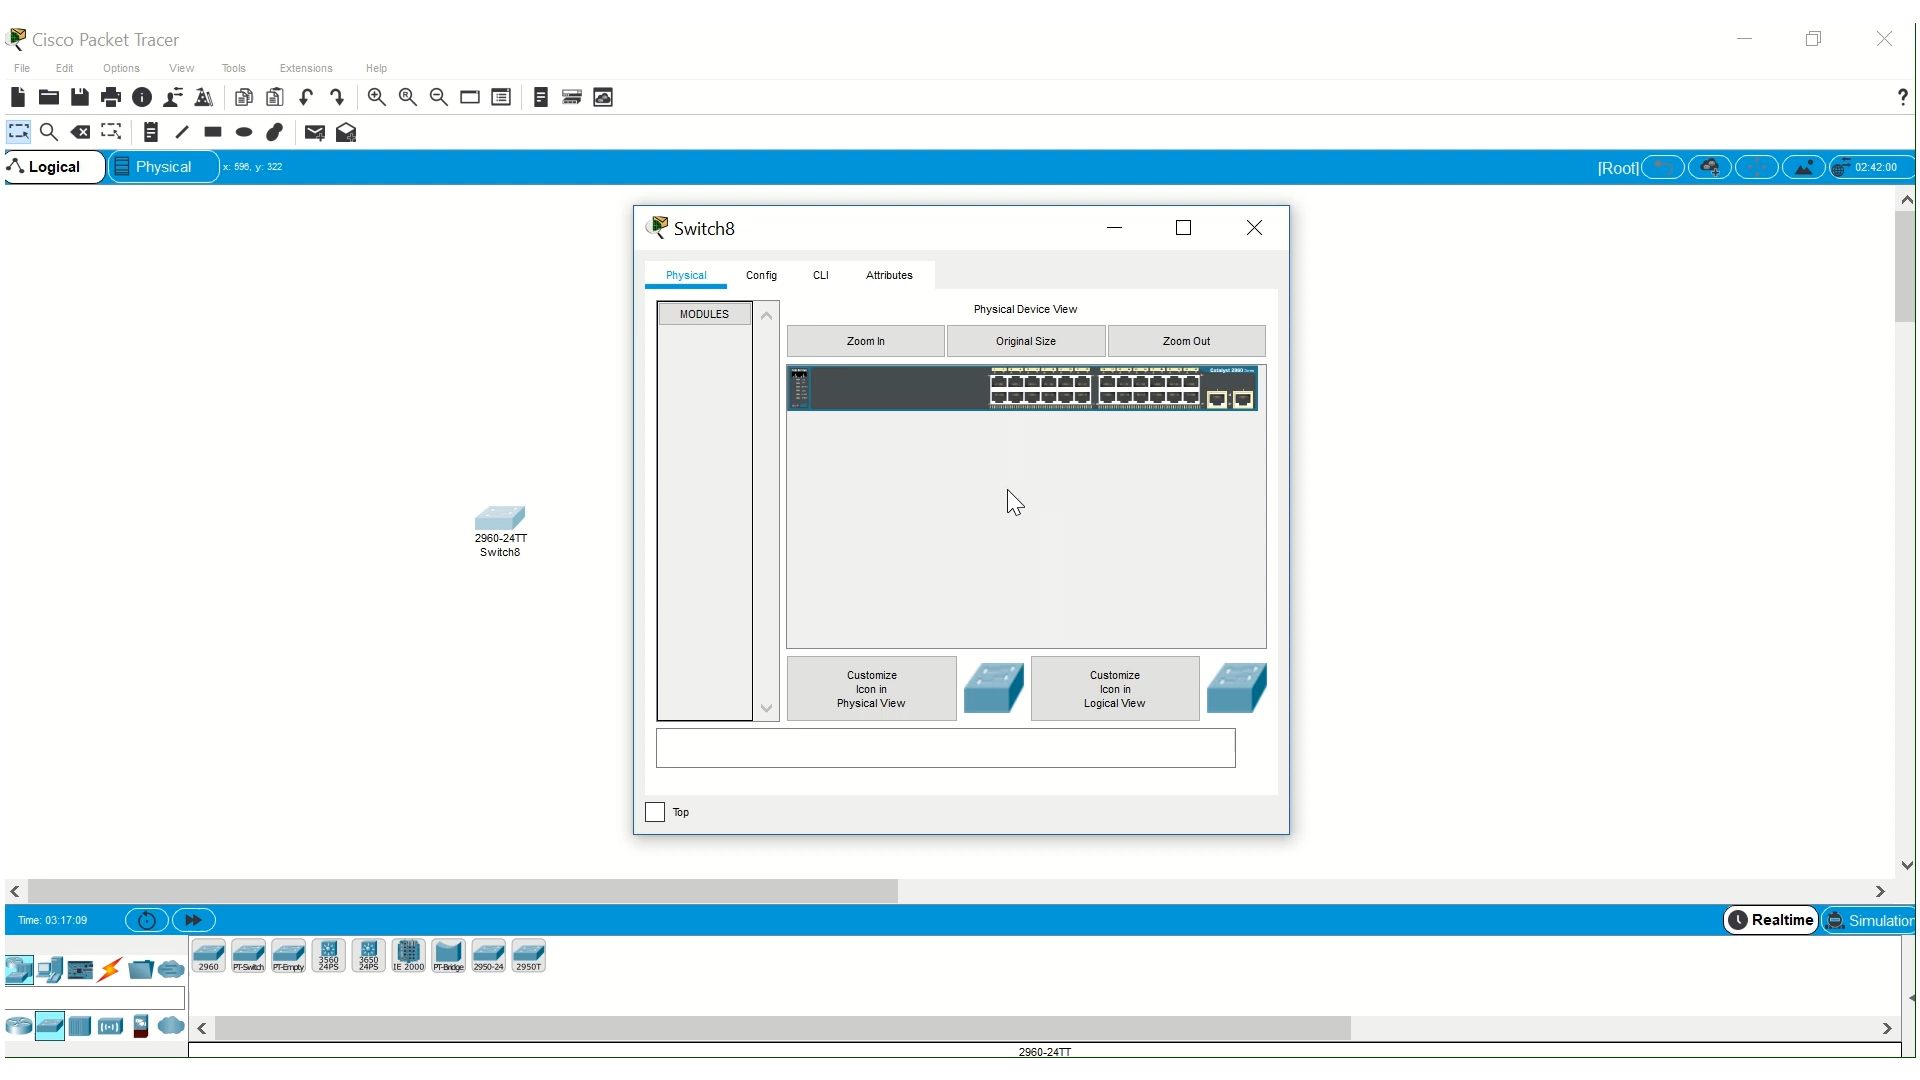 Cisco Packet Tracer
File Edit Options View Tools Extensions Help
?
Logical Physical x: 596, y: 322 [Root] 02:42:00
Switch8
Physical Config CLI Attributes
MODULES
Physical Device View
Zoom In Original Size Zoom Out
Catalyst 2960 Series
2960-24TT
Switch8
Customize
Icon in
Physical View
Customize
Icon in
Logical View
Top
Time: 03:17:09 Realtime Simulation
2960 PT-Switch PT-Empty 3560 24PS 3650 24PS IE 2000 PT-Bridge 2950-24 2950T
2960-24TT